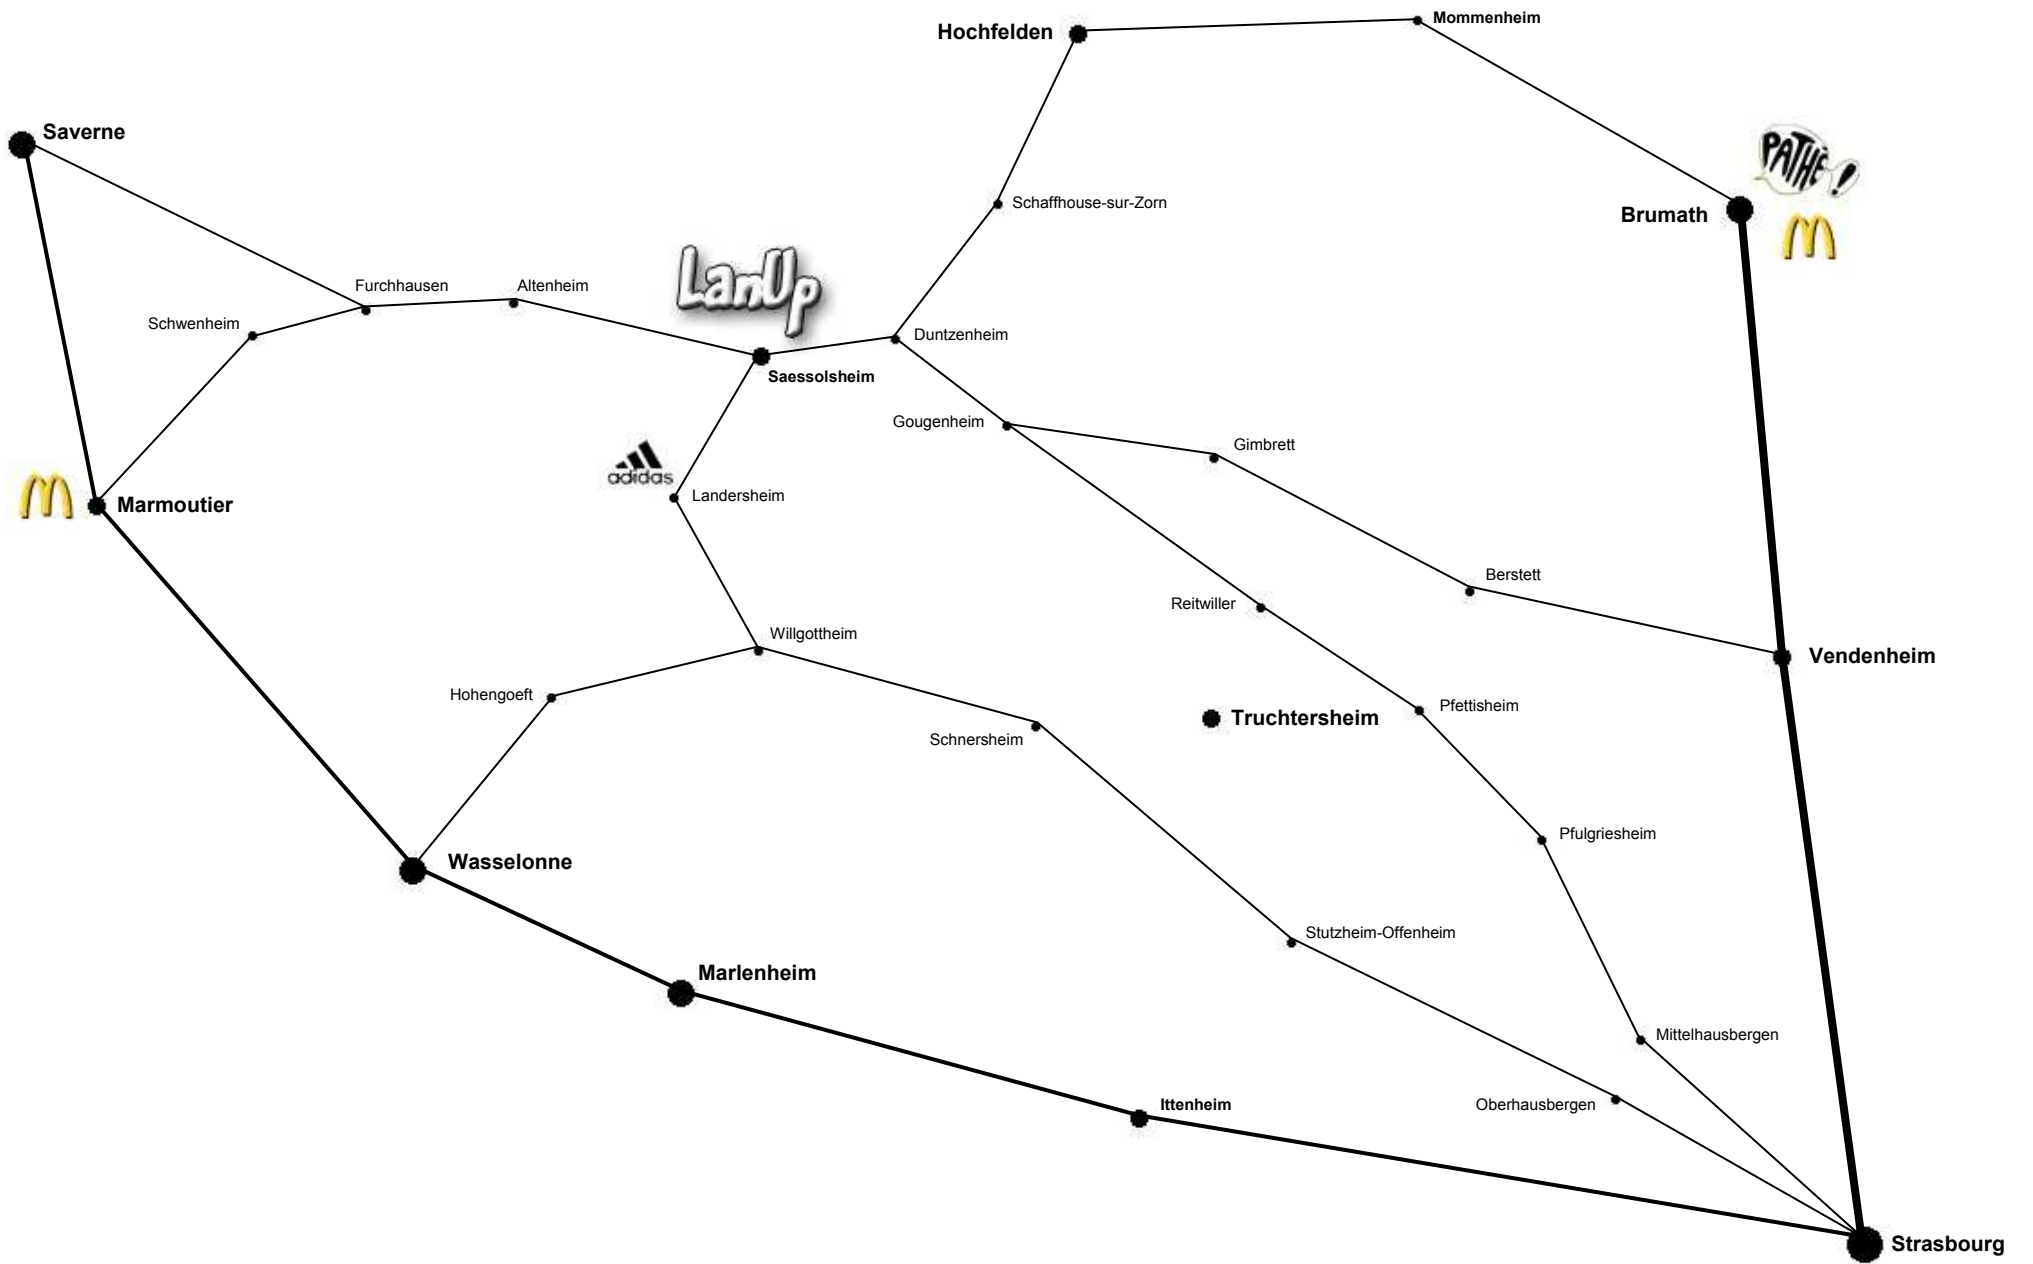 Mommenheim
Hochfelden
Saverne
PATHÉ!
Schaffhouse-sur-Zorn
Brumath
LanUp
Furchhausen
Altenheim
Schwenheim
Duntzenheim
Saessolsheim
Gougenheim
Gimbrett
adidas
Landersheim
Marmoutier
Berstett
Reitwiller
Willgottheim
Vendenheim
Hohengoeft
Pfettisheim
Truchtersheim
Schnersheim
Pfulgriesheim
Wasselonne
Stutzheim-Offenheim
Marlenheim
Mittelhausbergen
Ittenheim
Oberhausbergen
Strasbourg